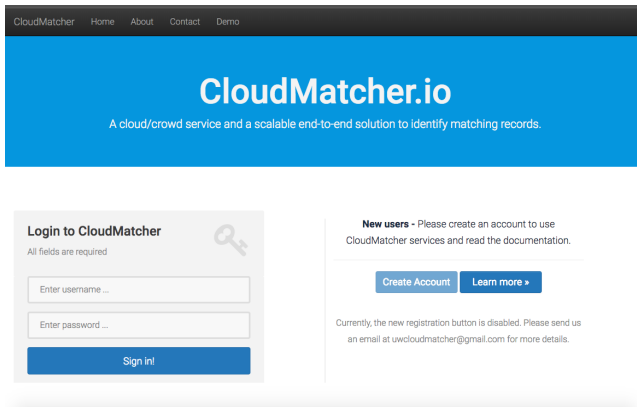 CloudMatcher Home About Contact Demo
CloudMatcher.io
A cloud/crowd service and a scalable end-to-end solution to identify matching records.
Login to CloudMatcher
All fields are required
Enter username ...
Enter password ...
Sign in!
New users - Please create an account to use
CloudMatcher services and read the documentation.
Create Account Learn more »
Currently, the new registration button is disabled. Please send us
an email at uwcloudmatcher@gmail.com for more details.